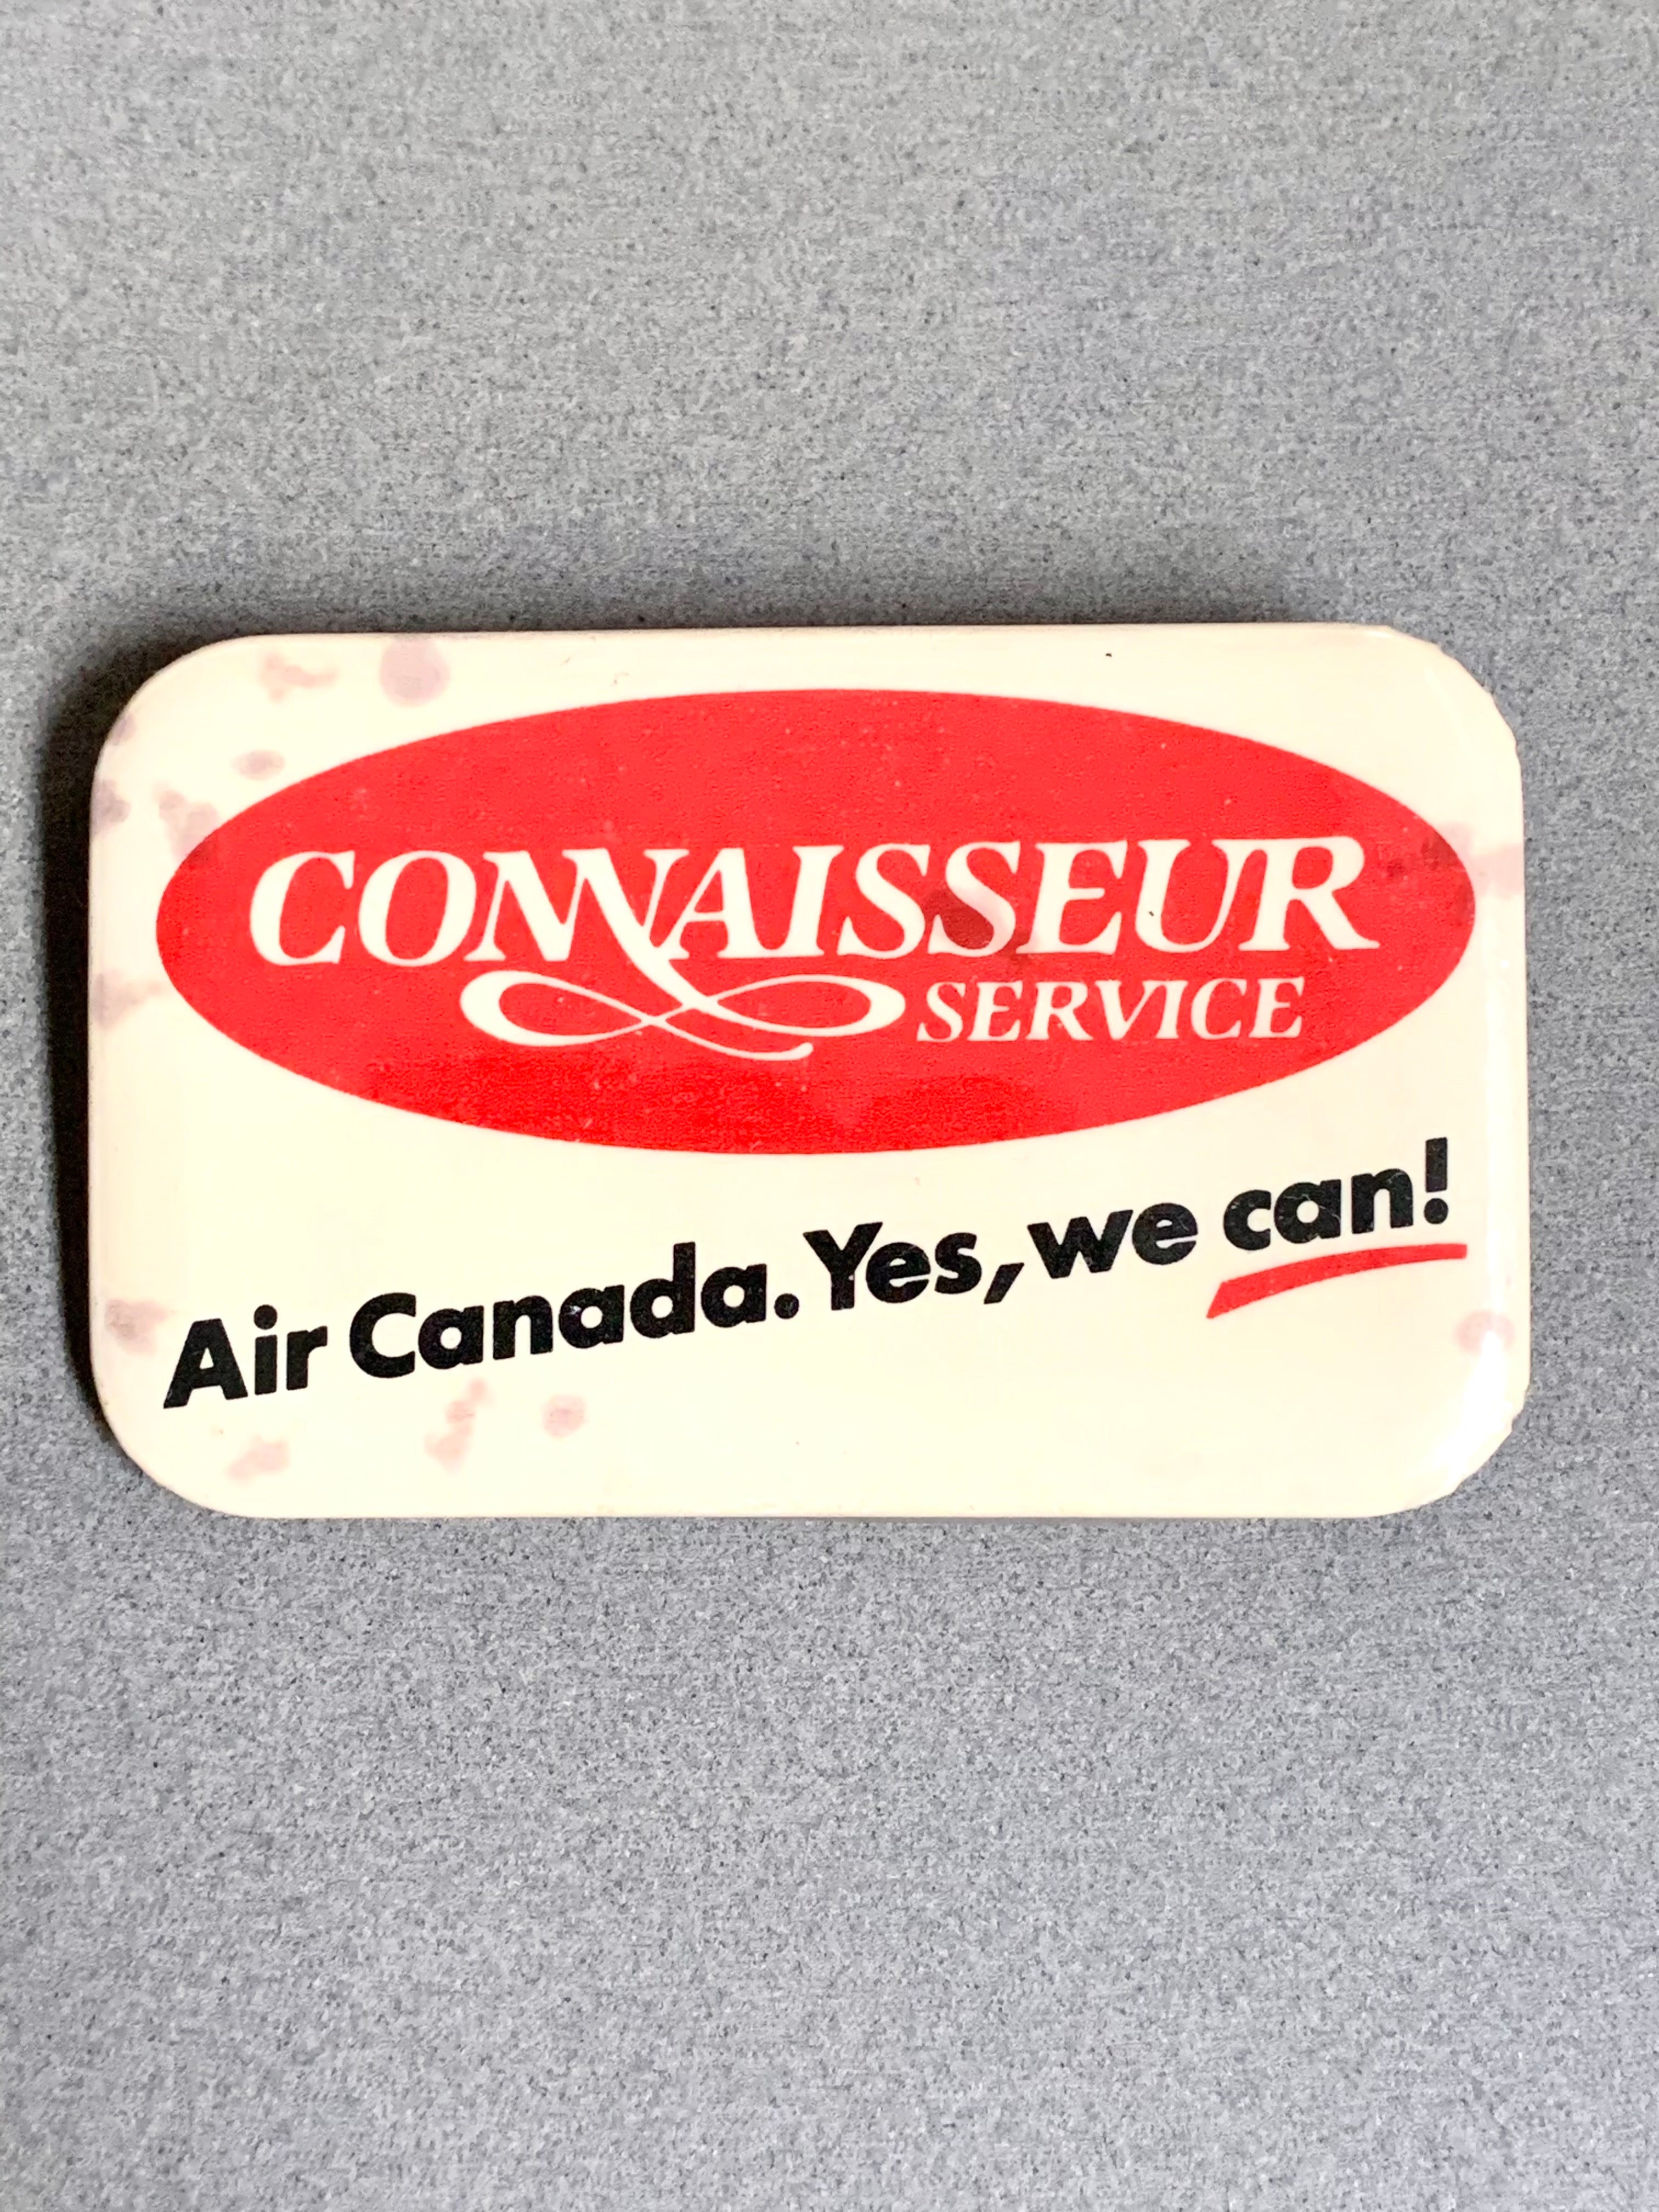 CONNAISSEUR
SERVICE
Air Canada. Yes, we can!